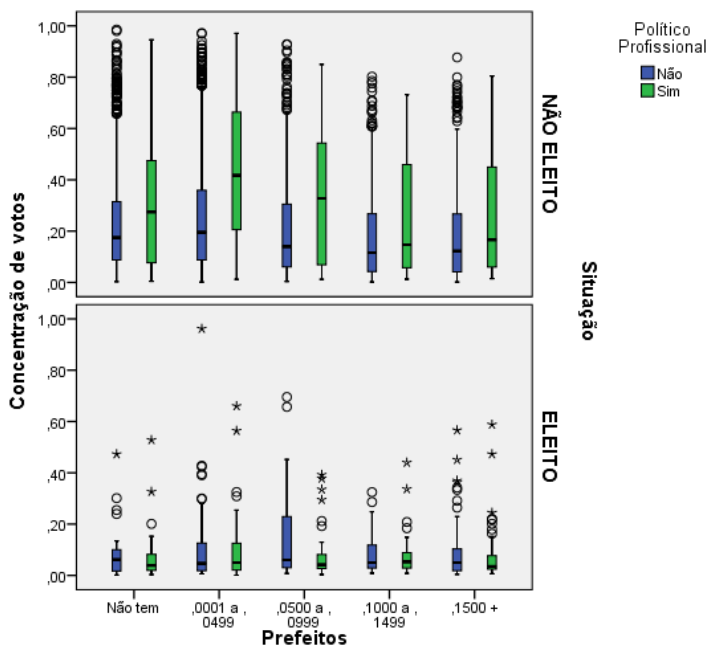 Político
Profissional
Não
Sim
Concentração de votos
1,00
,80
,60
,40
,20
,00
NÃO ELEITO
Situação
1,00
,80
,60
,40
,20
,00
ELEITO
Não tem
,0001 a ,
0499
,0500 a ,
0999
,1000 a ,
1499
,1500 +
Prefeitos